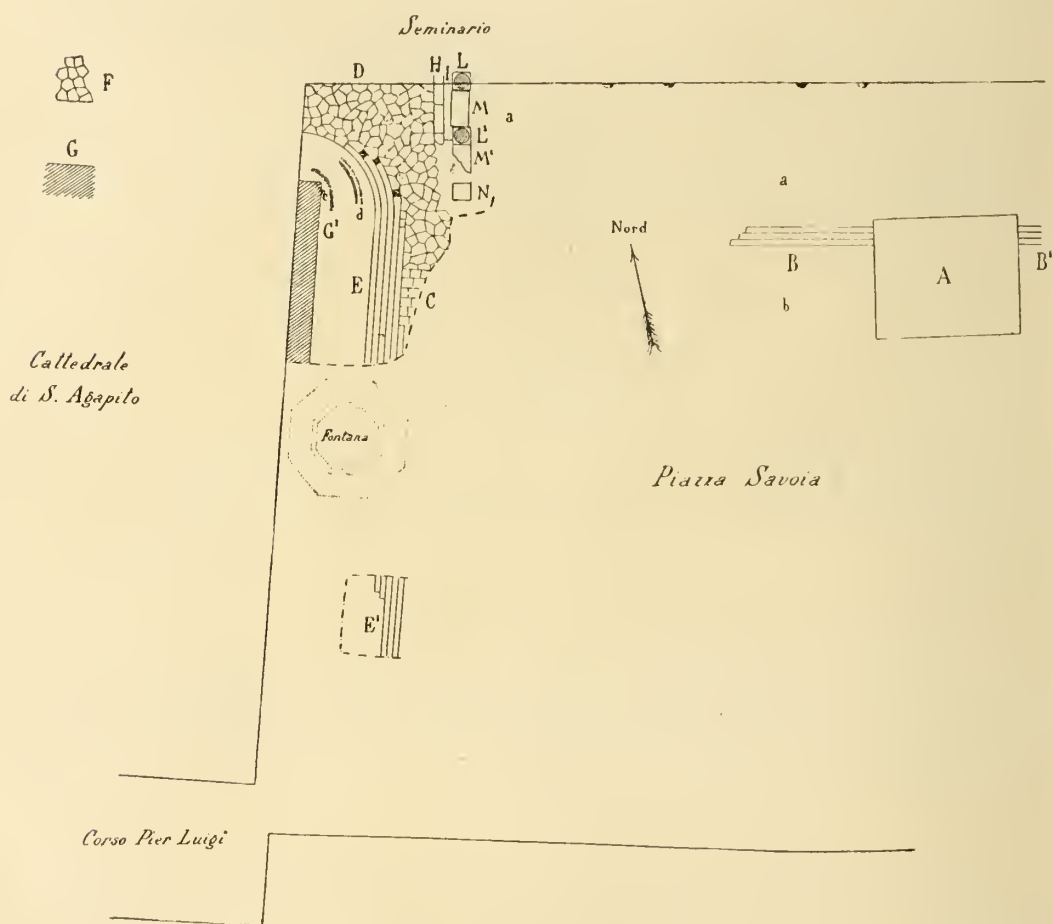 Seminario
F
D
H
I
L
M
a
L'
M'
N
G
c
d
G'
E
C
a
Nord
B
b
A
B'
Cattedrale
di S. Agapito
Fontana
Piazza Savoia
E'
Corso Pier Luigi